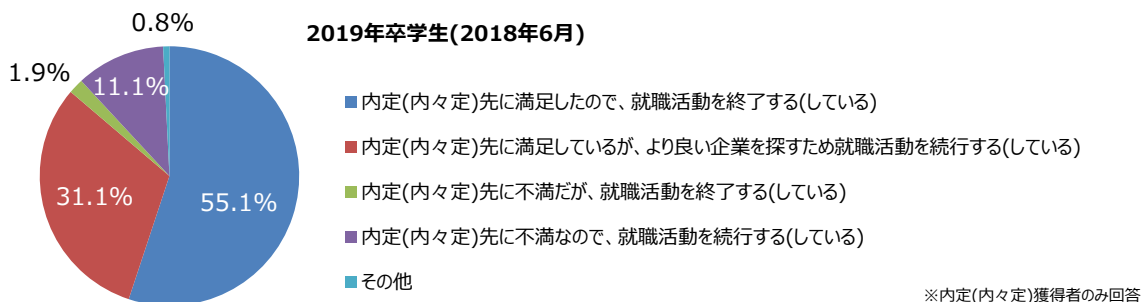 0.8%
2019年卒学生(2018年6月)
1.9%
11.1%
31.1%
55.1%
内定(内々定)先に満足したので、就職活動を終了する(している)
内定(内々定)先に満足しているが、より良い企業を探すため就職活動を続行する(している)
内定(内々定)先に不満だが、就職活動を終了する(している)
内定(内々定)先に不満なので、就職活動を続行する(している)
その他
※内定(内々定)獲得者のみ回答